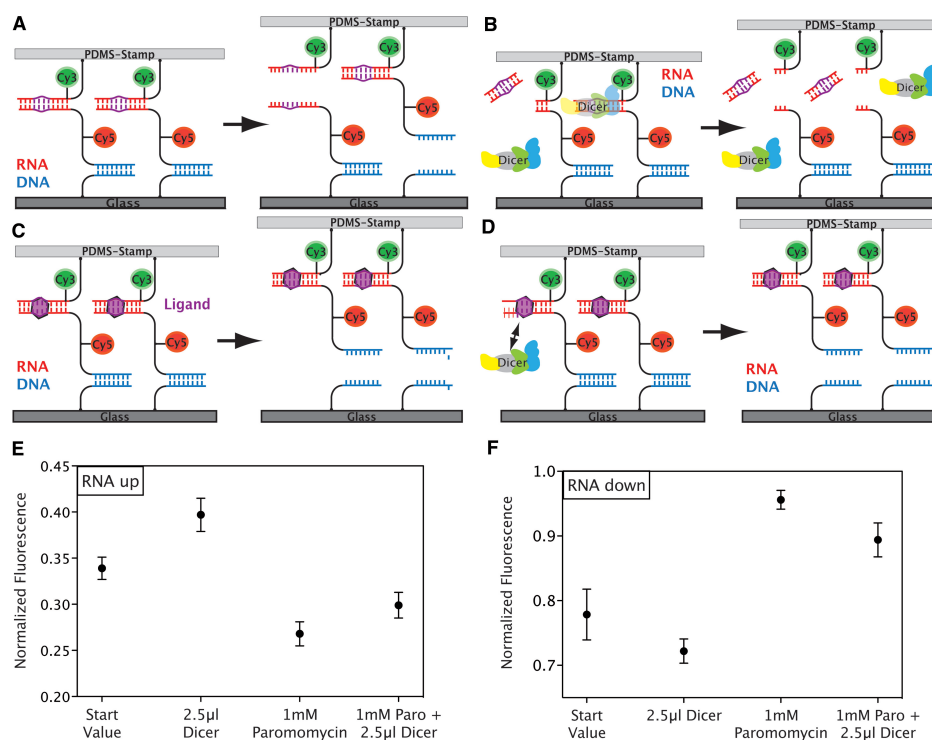 A
PDMS-Stamp
Cy3
Cy3
Cy5
Cy5
RNA
DNA
Glass
PDMS-Stamp
Cy3
Cy5
Cy5
B
PDMS-Stamp
Cy3
Cy3
RNA
DNA
Dicer
Cy5
Cy5
Dicer
Glass
PDMS-Stamp
Cy3
Cy3
Dicer
Cy5
Cy5
Dicer
C
PDMS-Stamp
Cy3
Cy3
Ligand
Cy5
Cy5
RNA
DNA
Glass
PDMS-Stamp
Cy3
Cy3
Cy5
Cy5
D
PDMS-Stamp
Cy3
Cy3
Cy5
Cy5
Dicer
Glass
PDMS-Stamp
Cy3
Cy3
Cy5
Cy5
RNA
DNA
E
RNA up
Normalized Fluorescence
0.45
0.40
0.35
0.30
0.25
0.20
Start
Value
2.5µl
Dicer
1mM
Paromomycin
1mM Paro +
2.5µl Dicer
F
RNA down
Normalized Fluorescence
1.0
0.9
0.8
0.7
Start
Value
2.5µl Dicer
1mM
Paromomycin
1mM Paro +
2.5µl Dicer